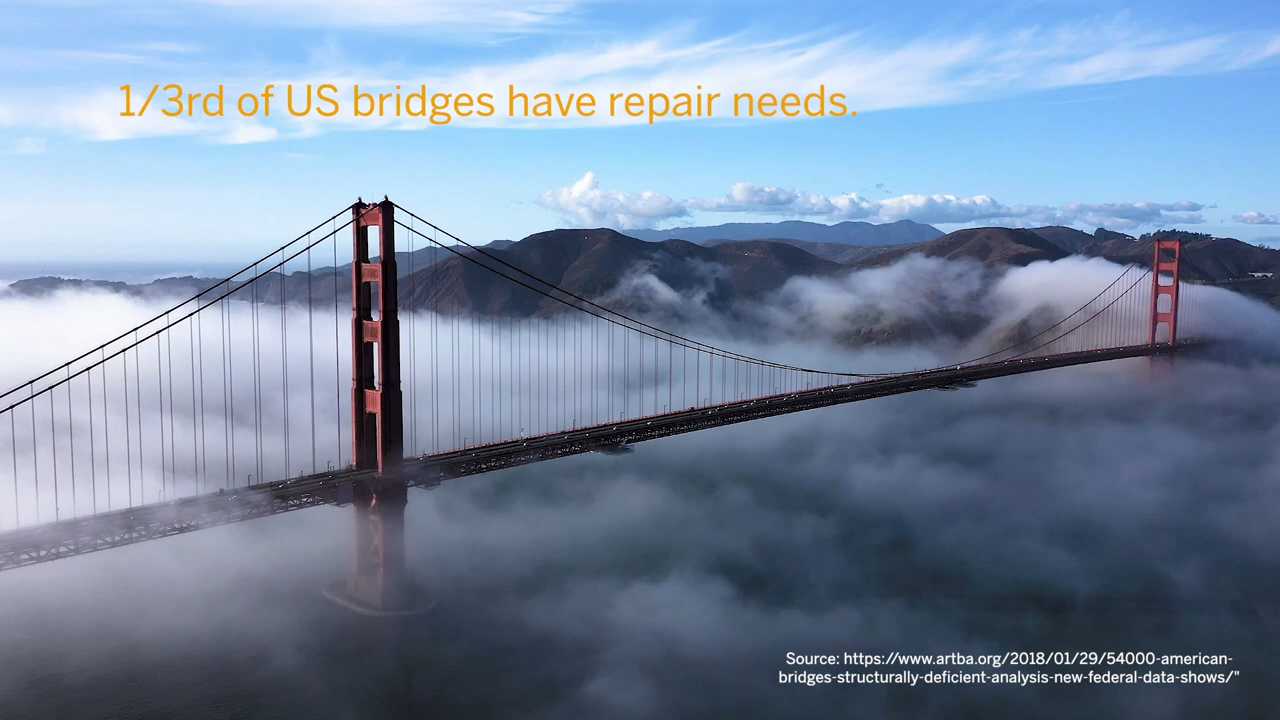 1/3rd of US bridges have repair needs.
Source: https://www.artba.org/2018/01/29/54000-american-
bridges-structurally-deficient-analysis-new-federal-data-shows/"